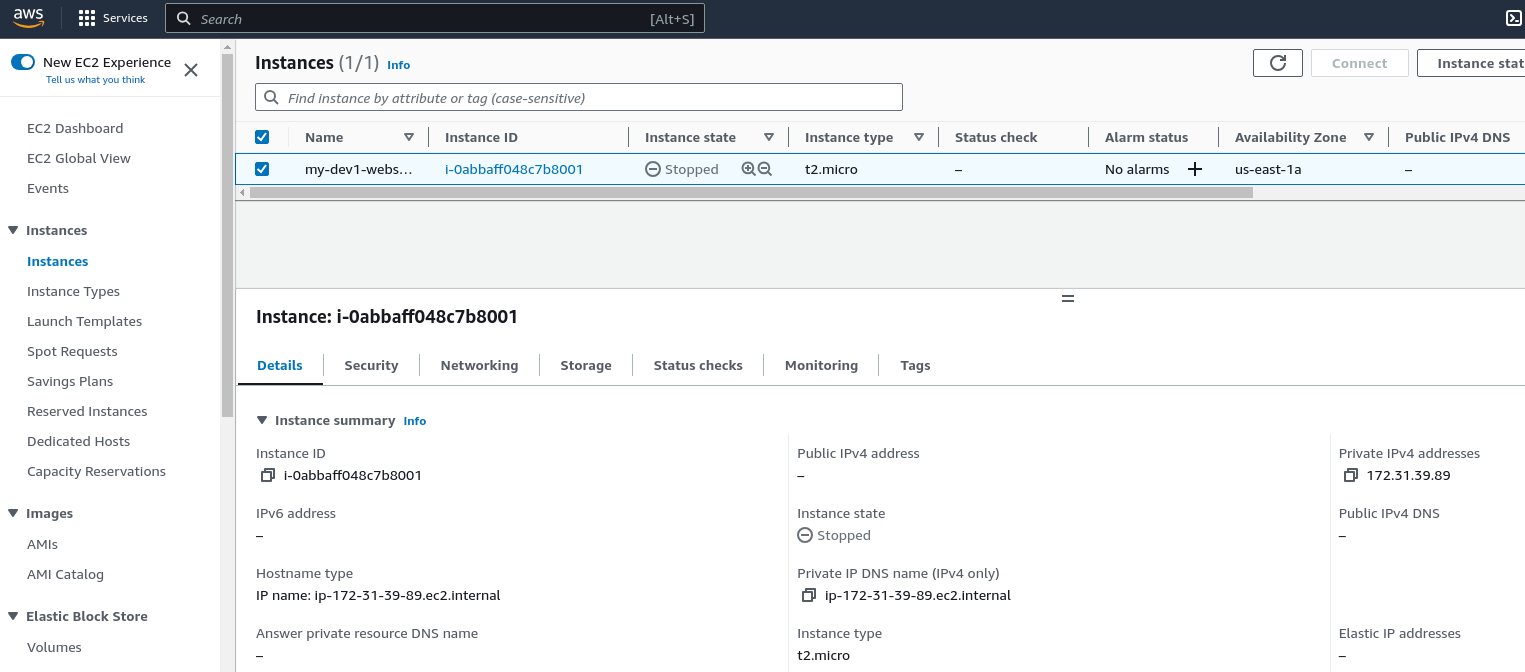 aws
Services
Search [Alt+S]
New EC2 Experience
Tell us what you think
EC2 Dashboard
EC2 Global View
Events
Instances
Instances
Instance Types
Launch Templates
Spot Requests
Savings Plans
Reserved Instances
Dedicated Hosts
Capacity Reservations
Images
AMIs
AMI Catalog
Elastic Block Store
Volumes
Instances (1/1) Info
Connect
Instance stat
Find instance by attribute or tag (case-sensitive)
Name Instance ID Instance state Instance type Status check Alarm status Availability Zone Public IPv4 DNS
my-dev1-webs... i-0abbaff048c7b8001 Stopped t2.micro – No alarms + us-east-1a –
Instance: i-0abbaff048c7b8001
Details Security Networking Storage Status checks Monitoring Tags
Instance summary Info
Instance ID
i-0abbaff048c7b8001
Public IPv4 address
–
Private IPv4 addresses
172.31.39.89
IPv6 address
–
Instance state
Stopped
Public IPv4 DNS
–
Hostname type
IP name: ip-172-31-39-89.ec2.internal
Private IP DNS name (IPv4 only)
ip-172-31-39-89.ec2.internal
Answer private resource DNS name
–
Instance type
t2.micro
Elastic IP addresses
–